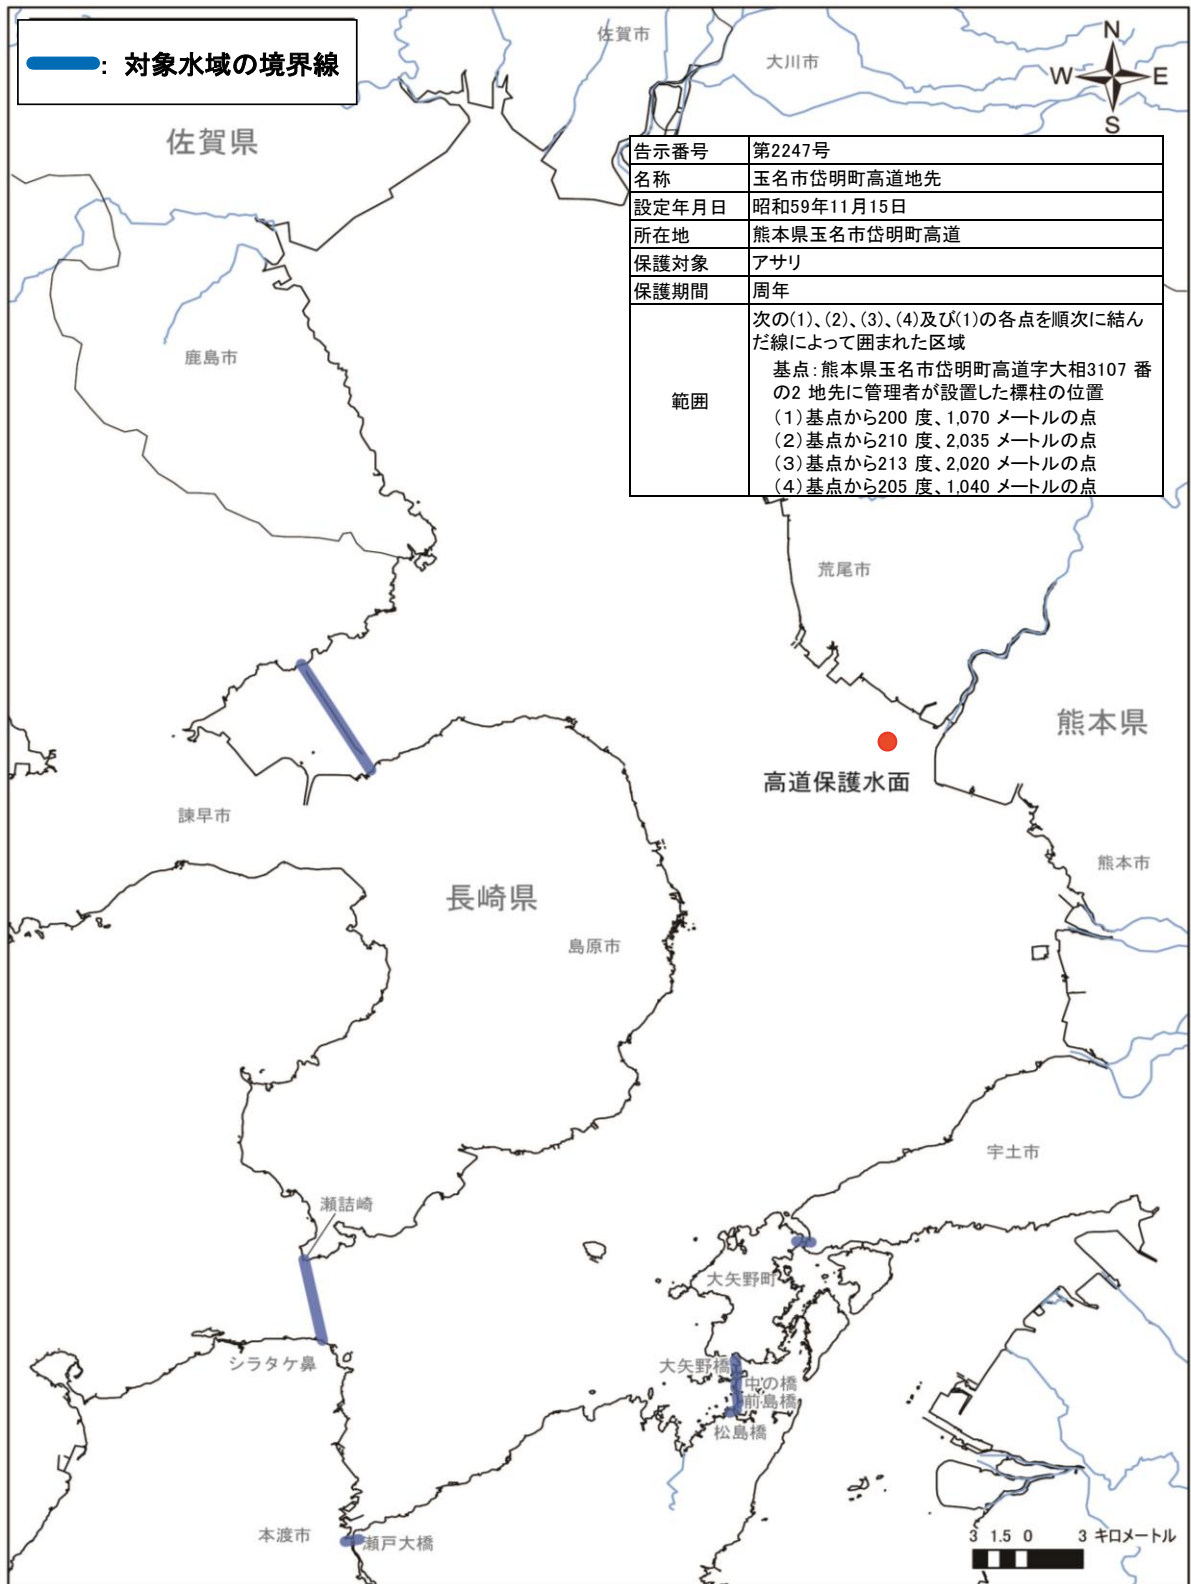 : 対象水域の境界線
佐賀市
大川市
N
W
E
S
佐賀県
告示番号 第2247号
名称 玉名市岱明町高道地先
設定年月日 昭和59年11月15日
所在地 熊本県玉名市岱明町高道
保護対象 アサリ
保護期間 周年
範囲
次の(1)、(2)、(3)、(4)及び(1)の各点を順次に結ん
だ線によって囲まれた区域
基点:熊本県玉名市岱明町高道字大相3107 番
の2 地先に管理者が設置した標柱の位置
(1)基点から200 度、1,070 メートルの点
(2)基点から210 度、2,035 メートルの点
(3)基点から213 度、2,020 メートルの点
(4)基点から205 度、1,040 メートルの点
鹿島市
荒尾市
熊本県
高道保護水面
諫早市
熊本市
長崎県
島原市
宇土市
瀬詰崎
大矢野町
シラタケ鼻
大矢野橋
中の橋
前島橋
松島橋
本渡市
瀬戸大橋
3 1.5 0 3 キロメートル